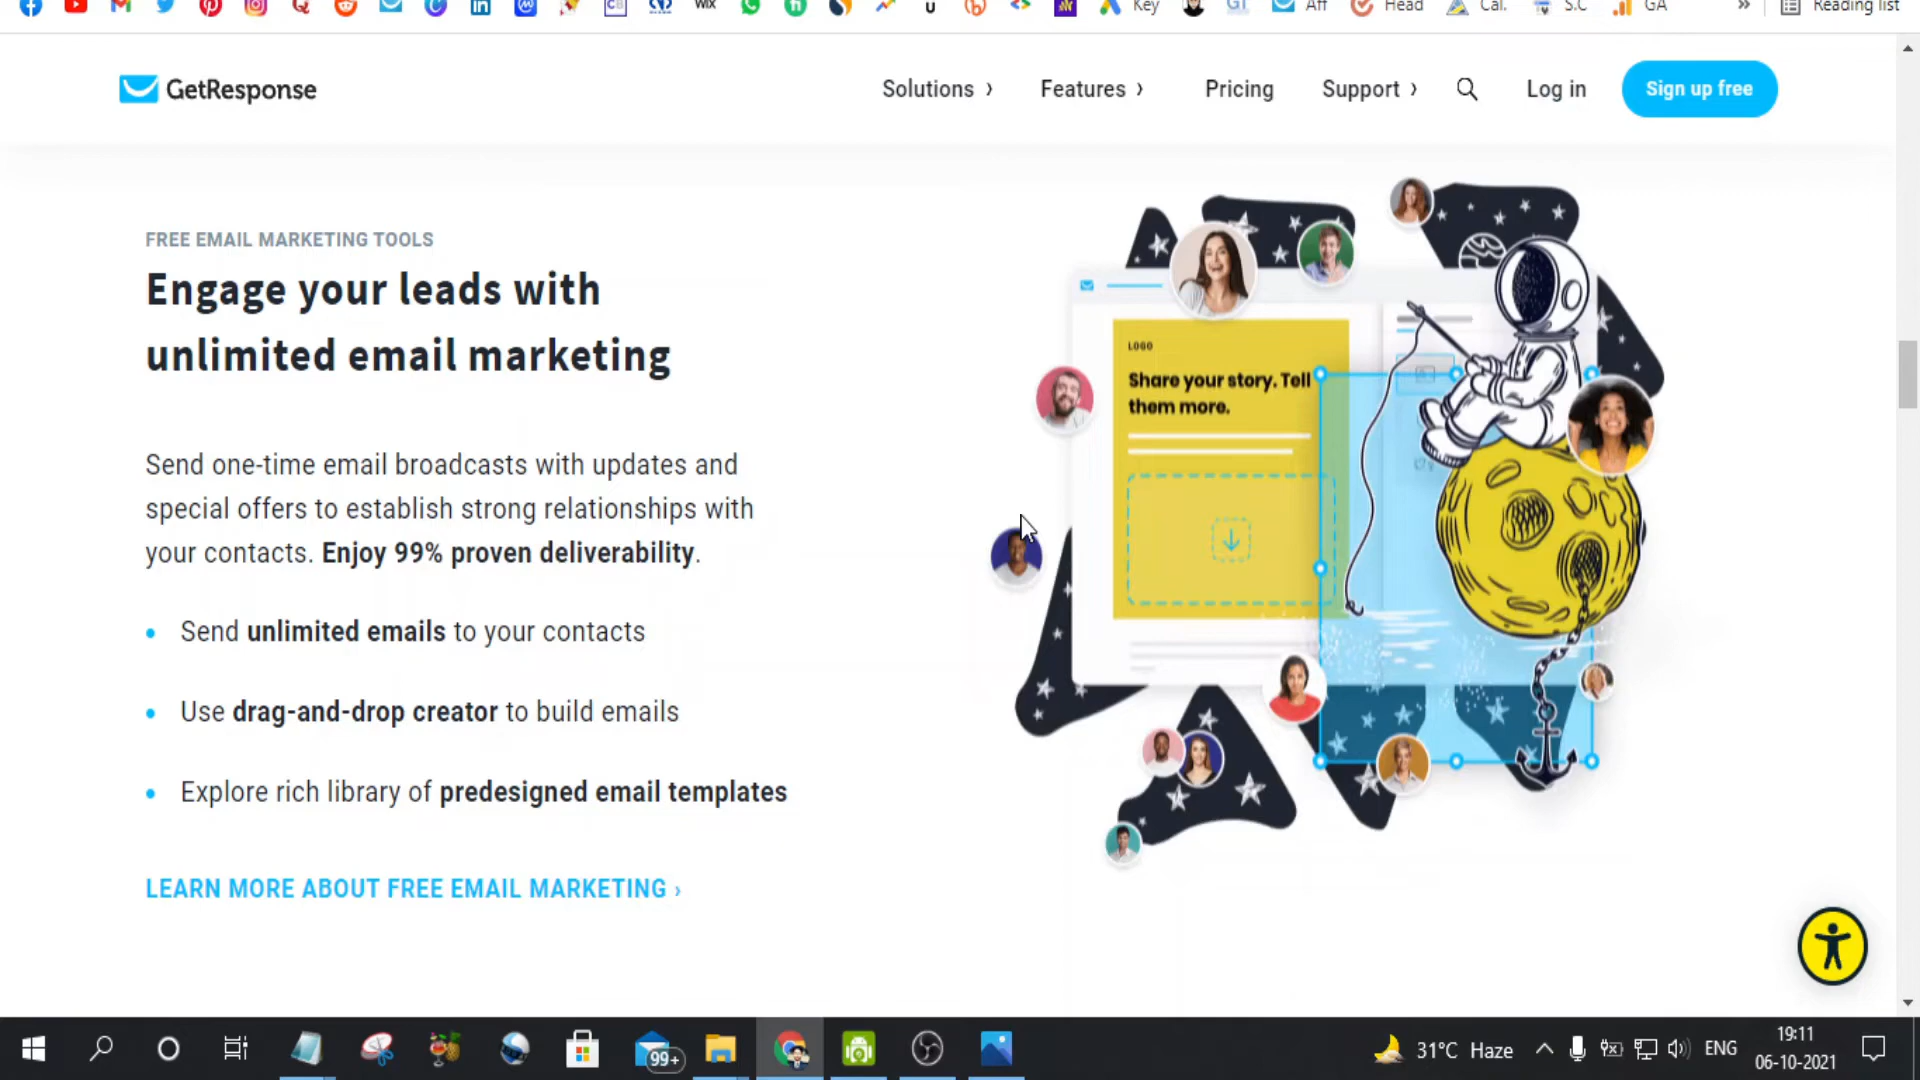 Key
GT
Aff
Head
Cal.
S.C
GA
»
Reading list
GetResponse
Solutions ›
Features ›
Pricing
Support ›
Log in
Sign up free
FREE EMAIL MARKETING TOOLS
Engage your leads with
unlimited email marketing
Send one-time email broadcasts with updates and
special offers to establish strong relationships with
your contacts. Enjoy 99% proven deliverability.
• Send unlimited emails to your contacts
• Use drag-and-drop creator to build emails
• Explore rich library of predesigned email templates
LEARN MORE ABOUT FREE EMAIL MARKETING ›
LOGO
Share your story. Tell
them more.
99+
31°C Haze
ENG
19:11
06-10-2021